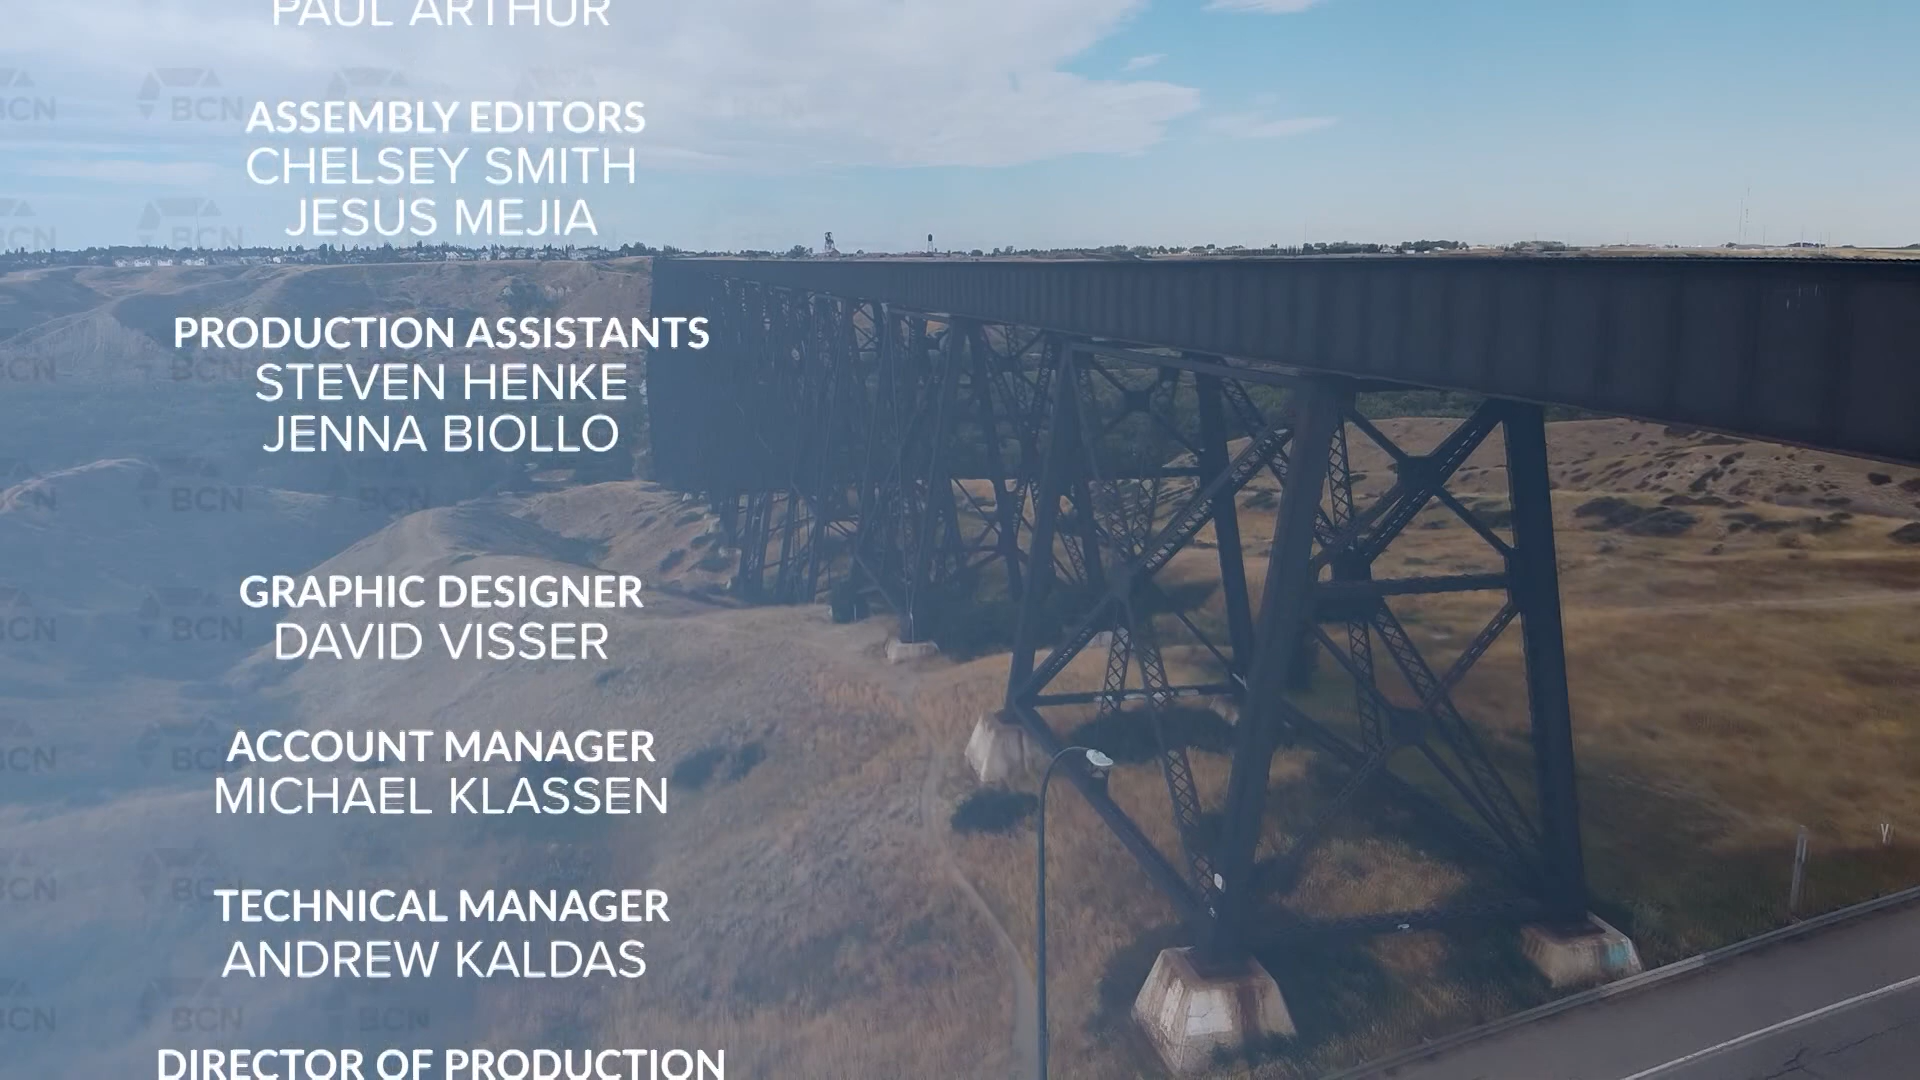 PAUL ARTHUR
ASSEMBLY EDITORS
CHELSEY SMITH
JESUS MEJIA
PRODUCTION ASSISTANTS
STEVEN HENKE
JENNA BIOLLO
GRAPHIC DESIGNER
DAVID VISSER
ACCOUNT MANAGER
MICHAEL KLASSEN
TECHNICAL MANAGER
ANDREW KALDAS
DIRECTOR OF PRODUCTION
BCN